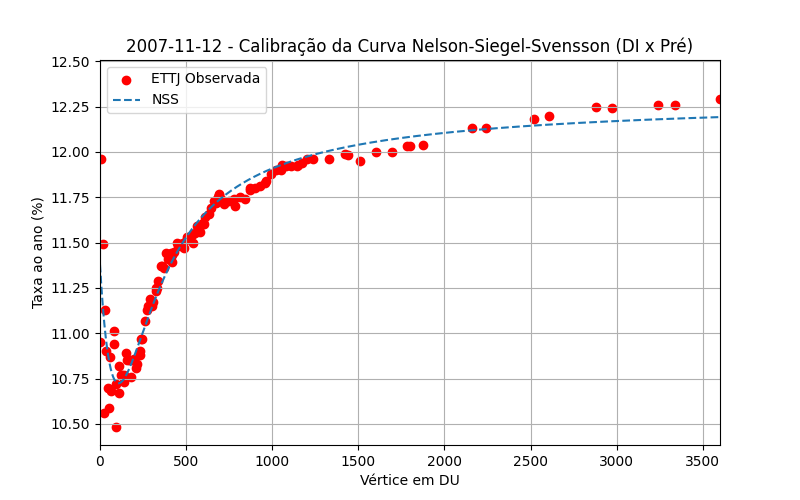 2007-11-12 - Calibração da Curva Nelson-Siegel-Svensson (DI x Pré)
ETTJ Observada
NSS
Taxa ao ano (%)
12.50
12.25
12.00
11.75
11.50
11.25
11.00
10.75
10.50
0 500 1000 1500 2000 2500 3000 3500
Vértice em DU